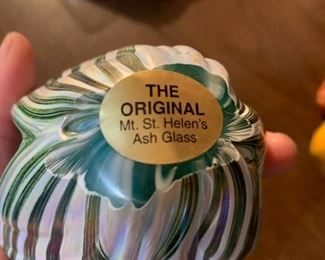 THE
ORIGINAL
Mt. St. Helen's
Ash Glass